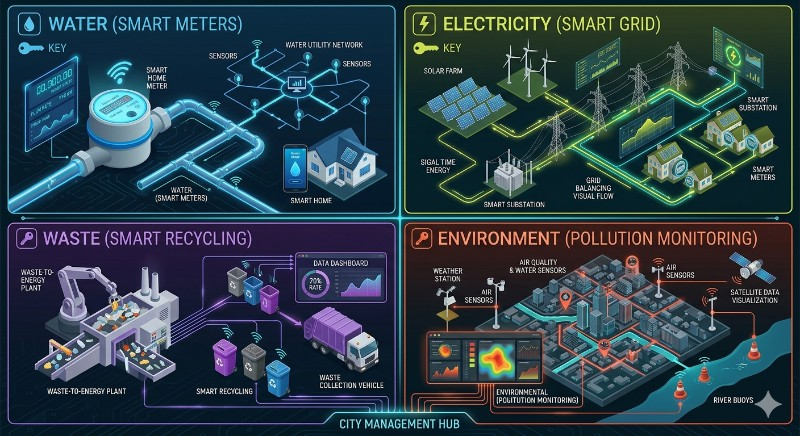 WATER (SMART METERS)
KEY
SENSORS
WATER UTILITY NETWORK
SENSORS
SMART
HOME
METER
WATER
(SMART METERS)
SMART HOME
ELECTRICITY (SMART GRID)
KEY
SOLAR FARM
SIGAL TIME
ENERGY
SMART SUBSTATION
GRID
BALANCING
VISUAL FLOW
SMART
SUBSTATION
SMART
METERS
WASTE (SMART RECYCLING)
WASTE-TO-
ENERGY
PLANT
DATA DASHBOARD
70%
RATE
WASTE-TO-ENERGY PLANT
SMART RECYCLING
WASTE
COLLECTION VEHICLE
ENVIRONMENT (POLLUTION MONITORING)
WEATHER
STATION
AIR
SENSORS
AIR QUALITY
& WATER SENSORS
AIR
SENSORS
SATELLITE DATA
VISUALIZATION
ENVIRONMENTAL
(POLITUTION MONITORING)
RIVER BUOYS
CITY MANAGEMENT HUB